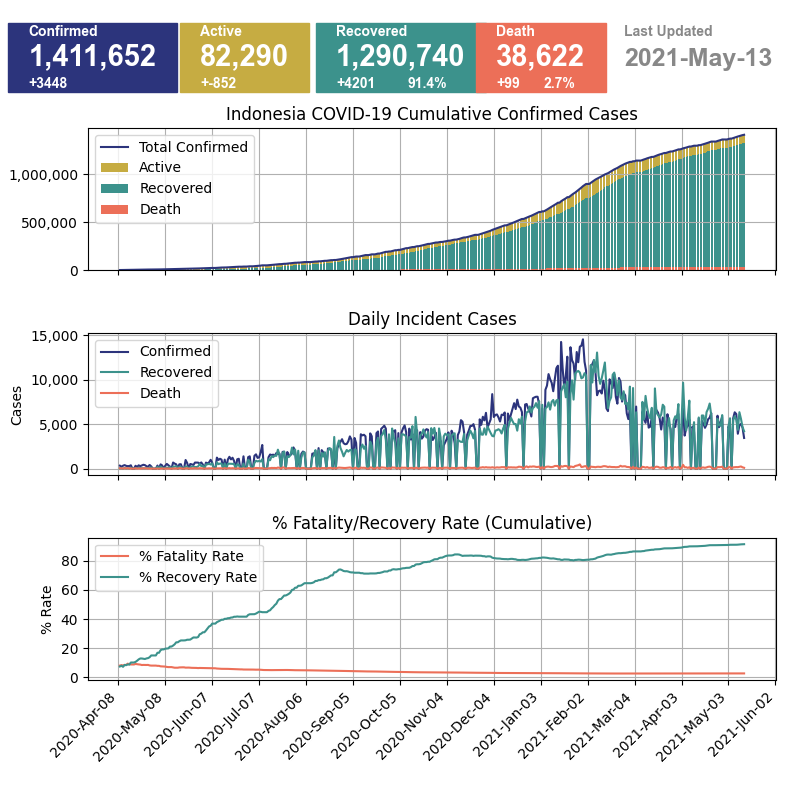 Confirmed
1,411,652
+3448
Active
82,290
+-852
Recovered
1,290,740
+4201 91.4%
Death
38,622
+99 2.7%
Last Updated
2021-May-13
Indonesia COVID-19 Cumulative Confirmed Cases
Total Confirmed
Active
Recovered
Death
1,000,000
500,000
0
Daily Incident Cases
Confirmed
Recovered
Death
15,000
10,000
5,000
0
Cases
% Fatality/Recovery Rate (Cumulative)
% Fatality Rate
% Recovery Rate
80
60
40
20
0
% Rate
2020-Apr-08
2020-May-08
2020-Jun-07
2020-Jul-07
2020-Aug-06
2020-Sep-05
2020-Oct-05
2020-Nov-04
2020-Dec-04
2021-Jan-03
2021-Feb-02
2021-Mar-04
2021-Apr-03
2021-May-03
2021-Jun-02